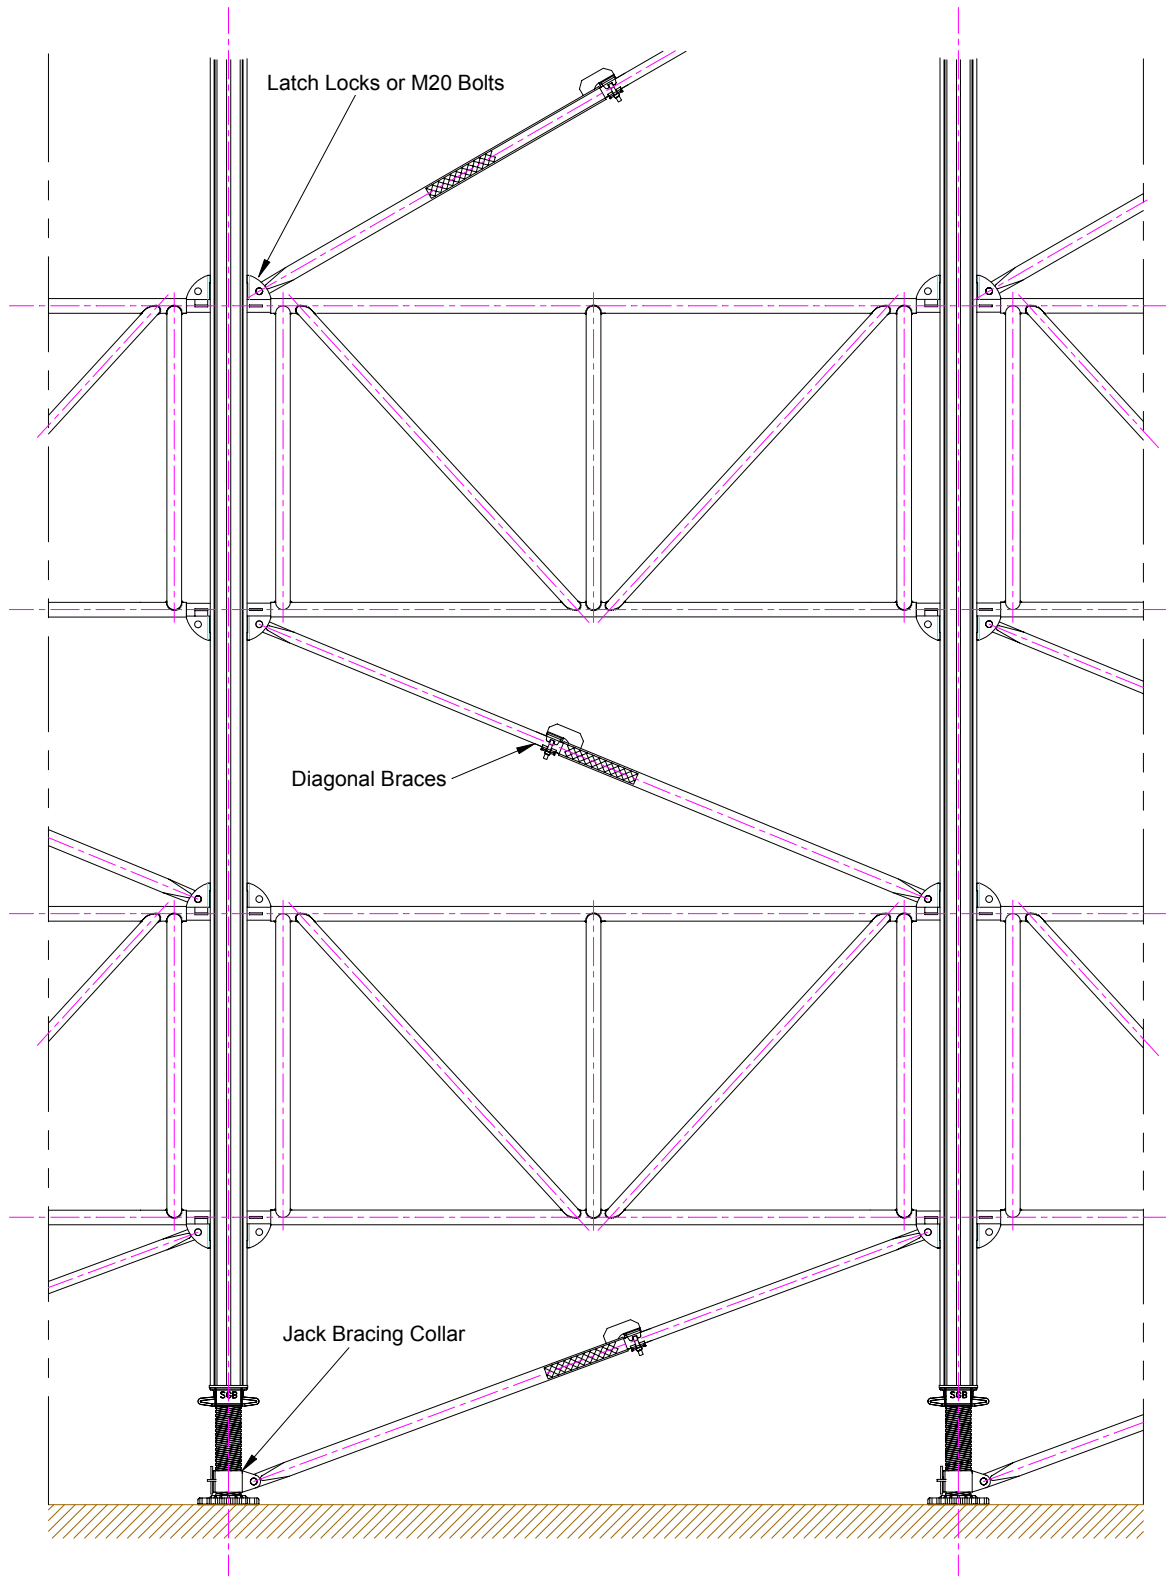 Latch Locks or M20 Bolts
Diagonal Braces
Jack Bracing Collar
SGB
SGB